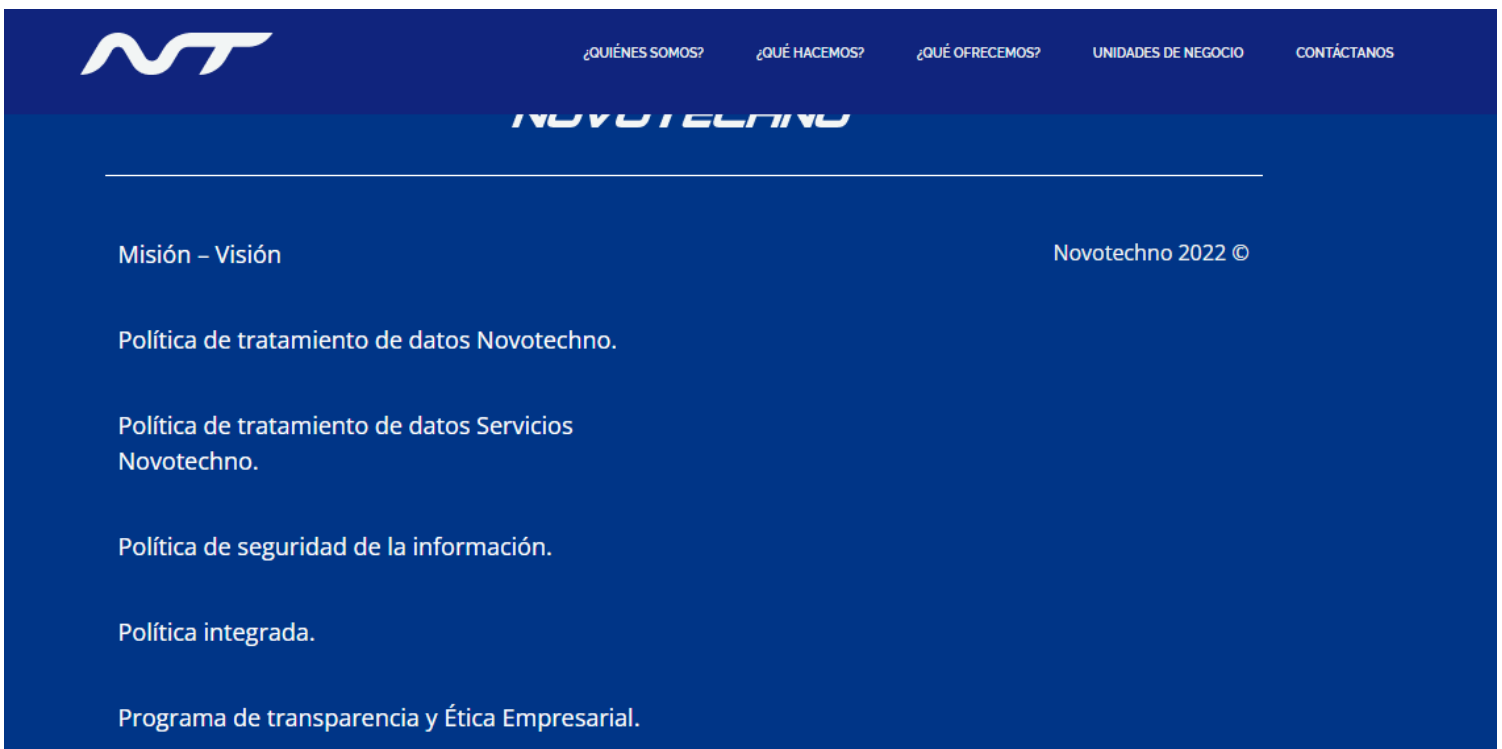 NT
¿QUIÉNES SOMOS? ¿QUÉ HACEMOS? ¿QUÉ OFRECEMOS? UNIDADES DE NEGOCIO CONTÁCTANOS
NOVOTECHNO
Misión – Visión
Novotechno 2022 ©
Política de tratamiento de datos Novotechno.
Política de tratamiento de datos Servicios
Novotechno.
Política de seguridad de la información.
Política integrada.
Programa de transparencia y Ética Empresarial.